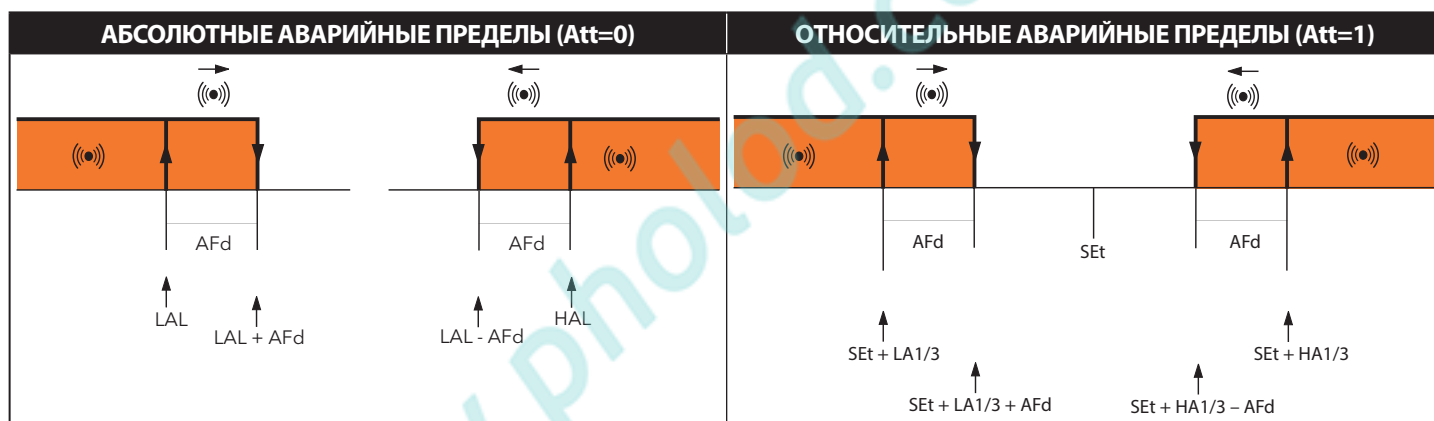 АБСОЛЮТНЫЕ АВАРИЙНЫЕ ПРЕДЕЛЫ (Att=0)
AFd
AFd
LAL
LAL + AFd
LAL - AFd
HAL
ОТНОСИТЕЛЬНЫЕ АВАРИЙНЫЕ ПРЕДЕЛЫ (Att=1)
AFd
SEt
AFd
SEt + LA1/3
SEt + HA1/3
SEt + LA1/3 + AFd
SEt + HA1/3 – AFd
pholod.c